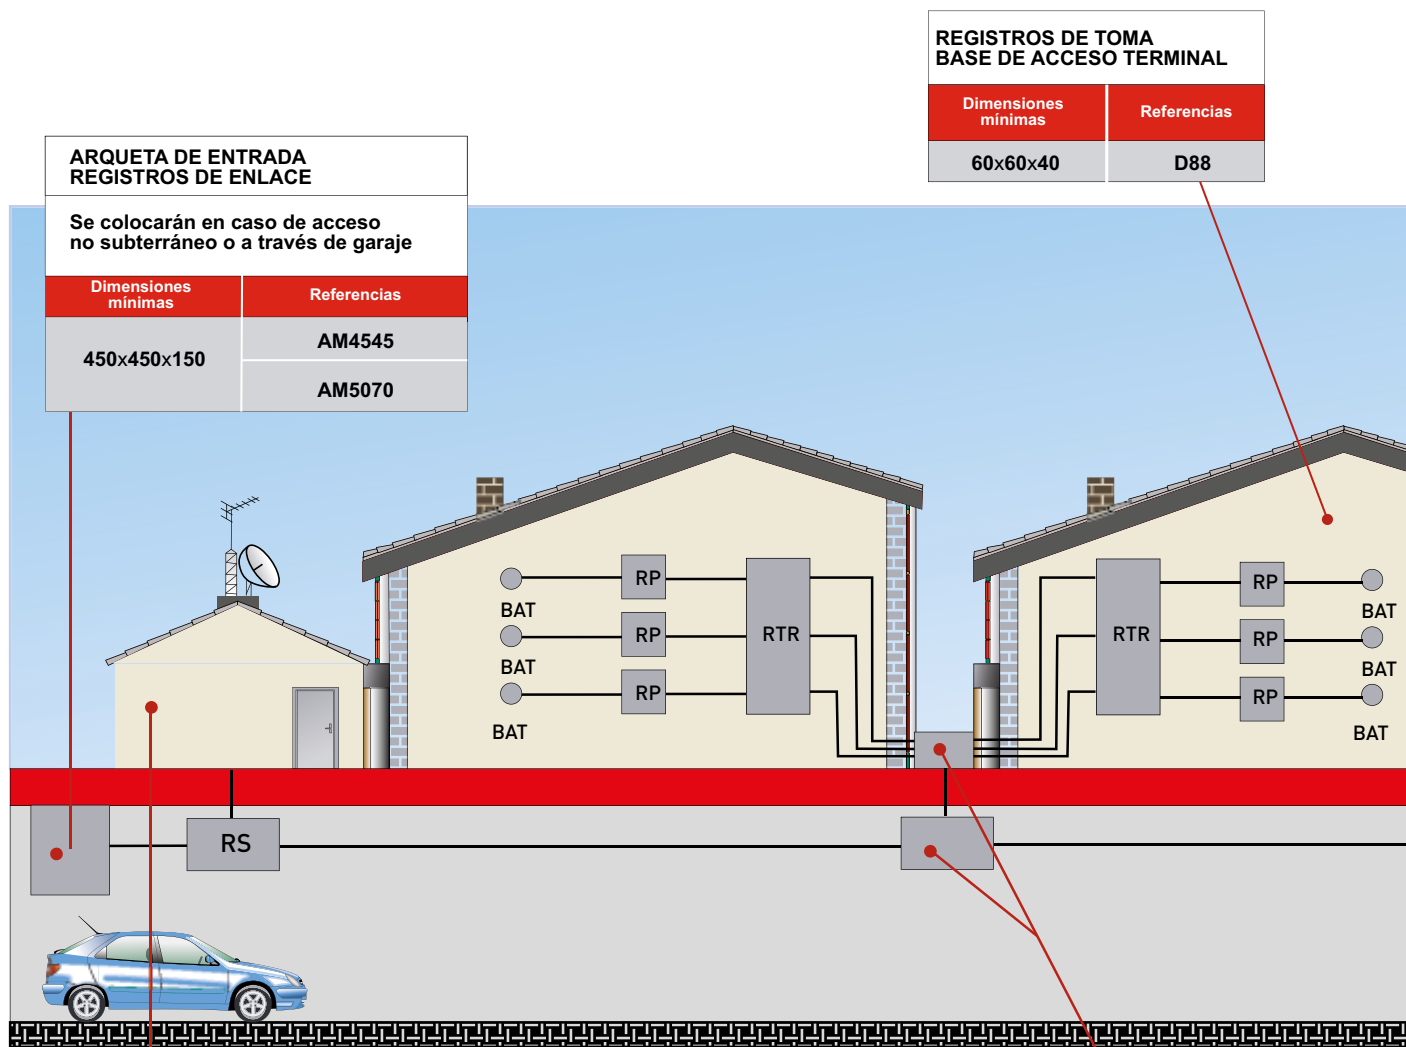 REGISTROS DE TOMA
BASE DE ACCESO TERMINAL
Dimensiones
mínimas
Referencias
60x60x40
D88
ARQUETA DE ENTRADA
REGISTROS DE ENLACE
Se colocarán en caso de acceso
no subterráneo o a través de garaje
Dimensiones
mínimas
Referencias
450x450x150
AM4545
AM5070
BAT
RP
BAT
RP
BAT
RP
RTR
RTR
RP
BAT
RP
BAT
RP
BAT
RS